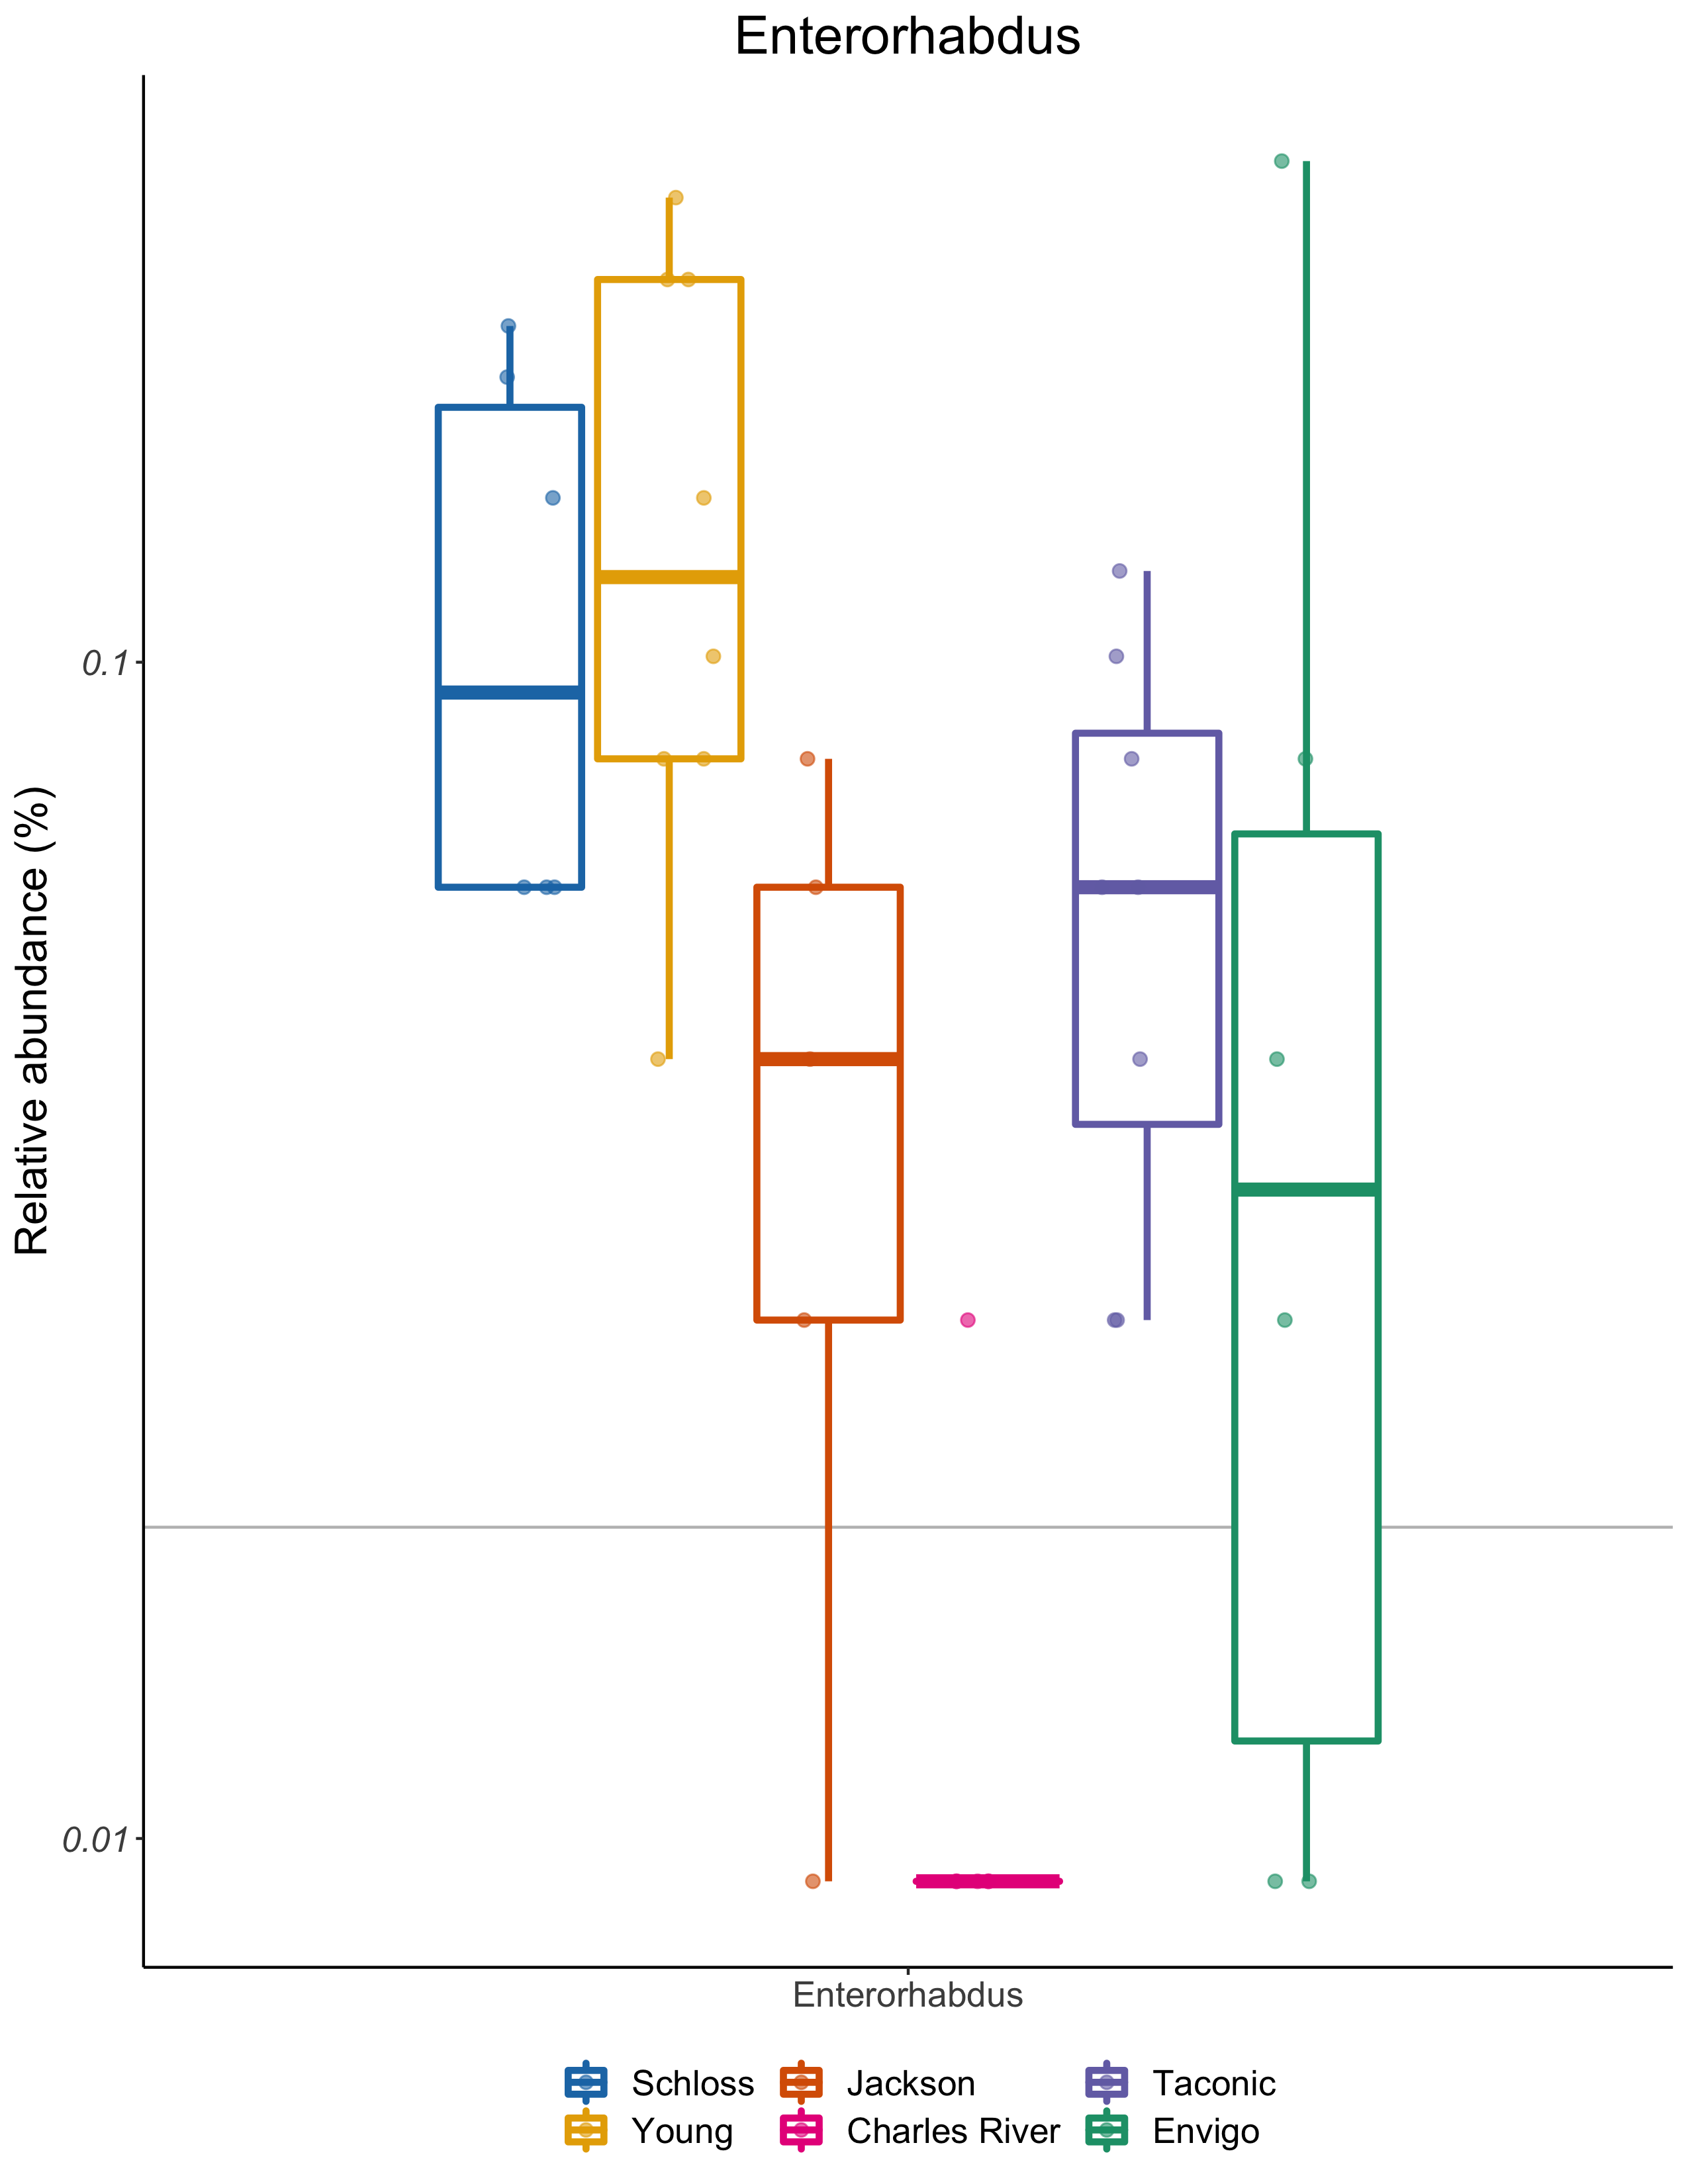 Enterorhabdus
Relative abundance (%)
0.1
0.01
Enterorhabdus
Schloss
Jackson
Taconic
Young
Charles River
Envigo